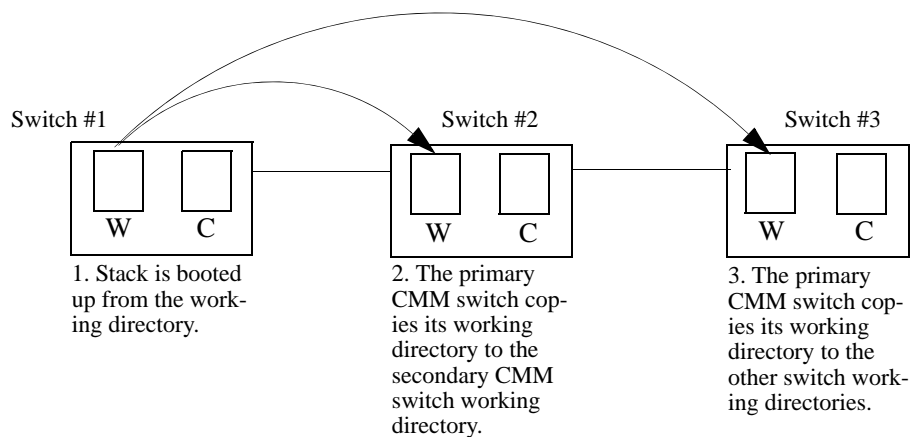 Switch #1
Switch #2
Switch #3
W
C
W
C
W
C
1. Stack is booted
up from the work-
ing directory.
2. The primary
CMM switch cop-
ies its working
directory to the
secondary CMM
switch working
directory.
3. The primary
CMM switch cop-
ies its working
directory to the
other switch work-
ing directories.